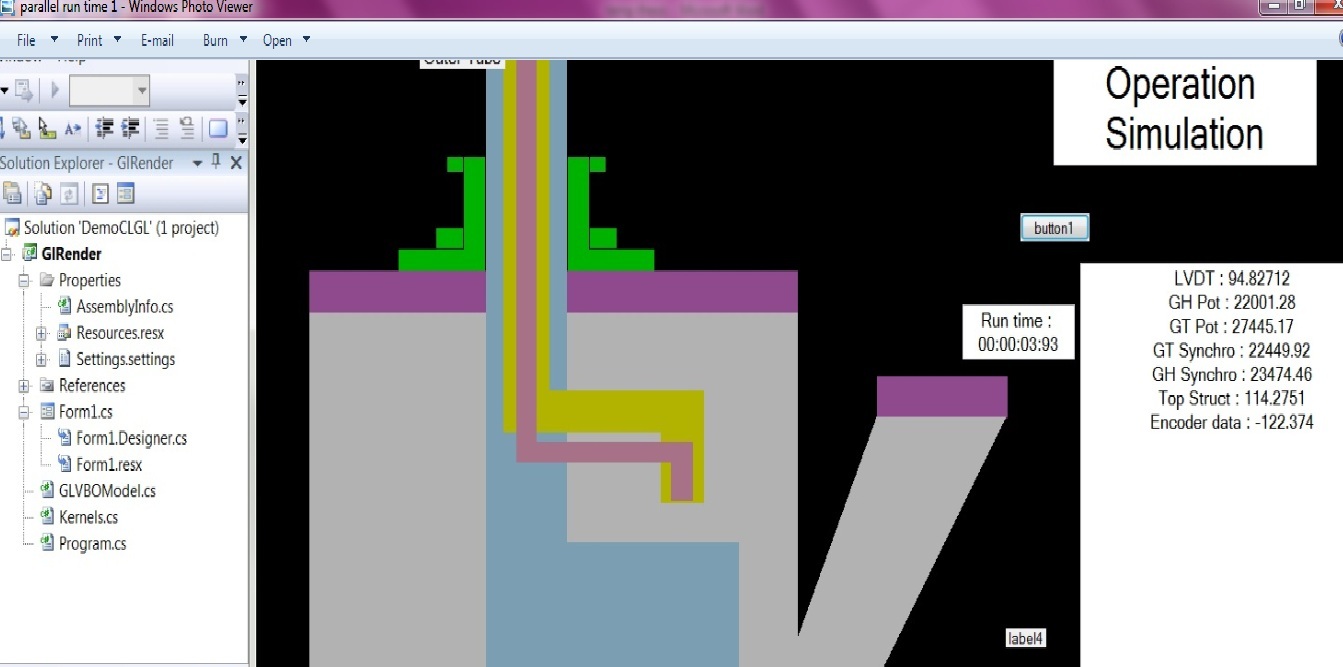 parallel run time 1 - Windows Photo Viewer
File Print E-mail Burn Open
Outer Tube
Operation
Simulation
Solution Explorer - GlRender
button1
Solution 'DemoCLGL' (1 project)
GlRender
Properties
AssemblyInfo.cs
Resources.resx
Settings.settings
References
Form1.cs
Form1.Designer.cs
Form1.resx
GLVBOModel.cs
Kernels.cs
Program.cs
Run time :
00:00:03:93
LVDT : 94.82712
GH Pot : 22001.28
GT Pot : 27445.17
GT Synchro : 22449.92
GH Synchro : 23474.46
Top Struct : 114.2751
Encoder data : -122.374
label4